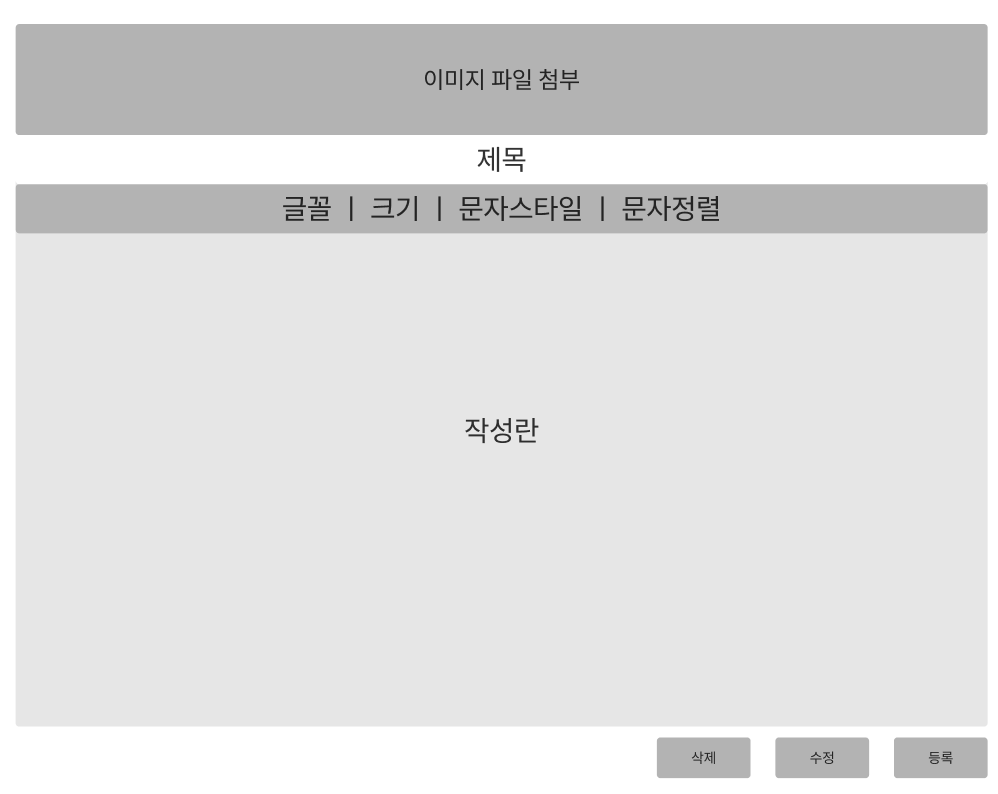 이미지 파일 첨부
제목
글꼴 | 크기 | 문자스타일 | 문자정렬
작성란
삭제 수정 등록